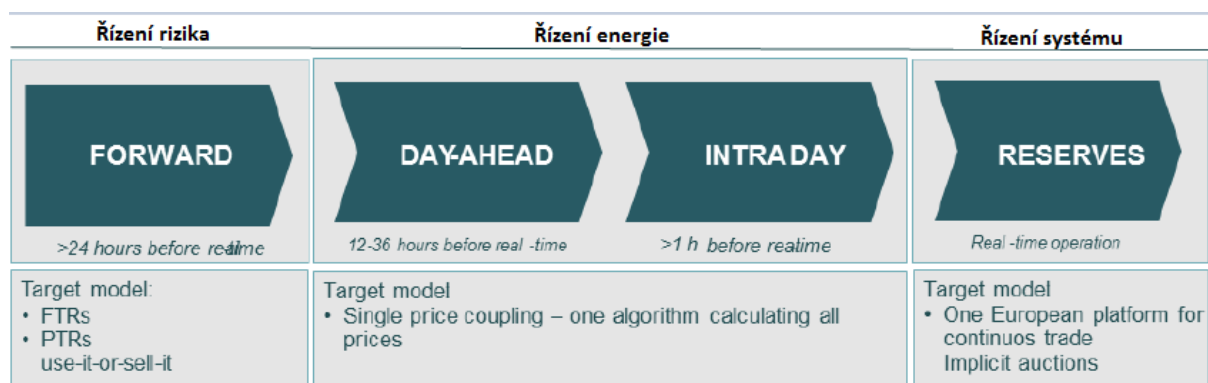 Řízení rizika
Řízení energie
Řízení systému
FORWARD
DAY-AHEAD
INTRADAY
RESERVES
>24 hours before realtime
12-36 hours before real -time
>1 h before realtime
Real -time operation
Target model:
• FTRs
• PTRs
use-it-or-sell-it
Target model
• Single price coupling – one algorithm calculating all
prices
Target model
• One European platform for
continuos trade
Implicit auctions